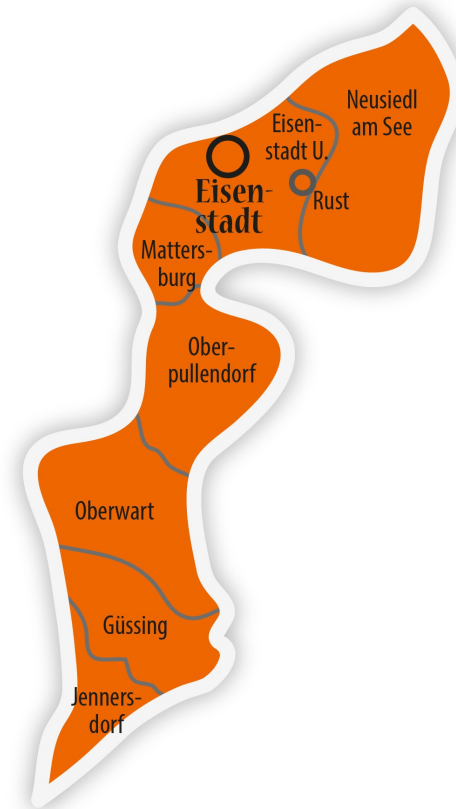 Neusiedl
am See
Eisen-
stadt U.
Eisen-
stadt
Rust
Matters-
burg
Ober-
pullendorf
Oberwart
Güssing
Jenners-
dorf